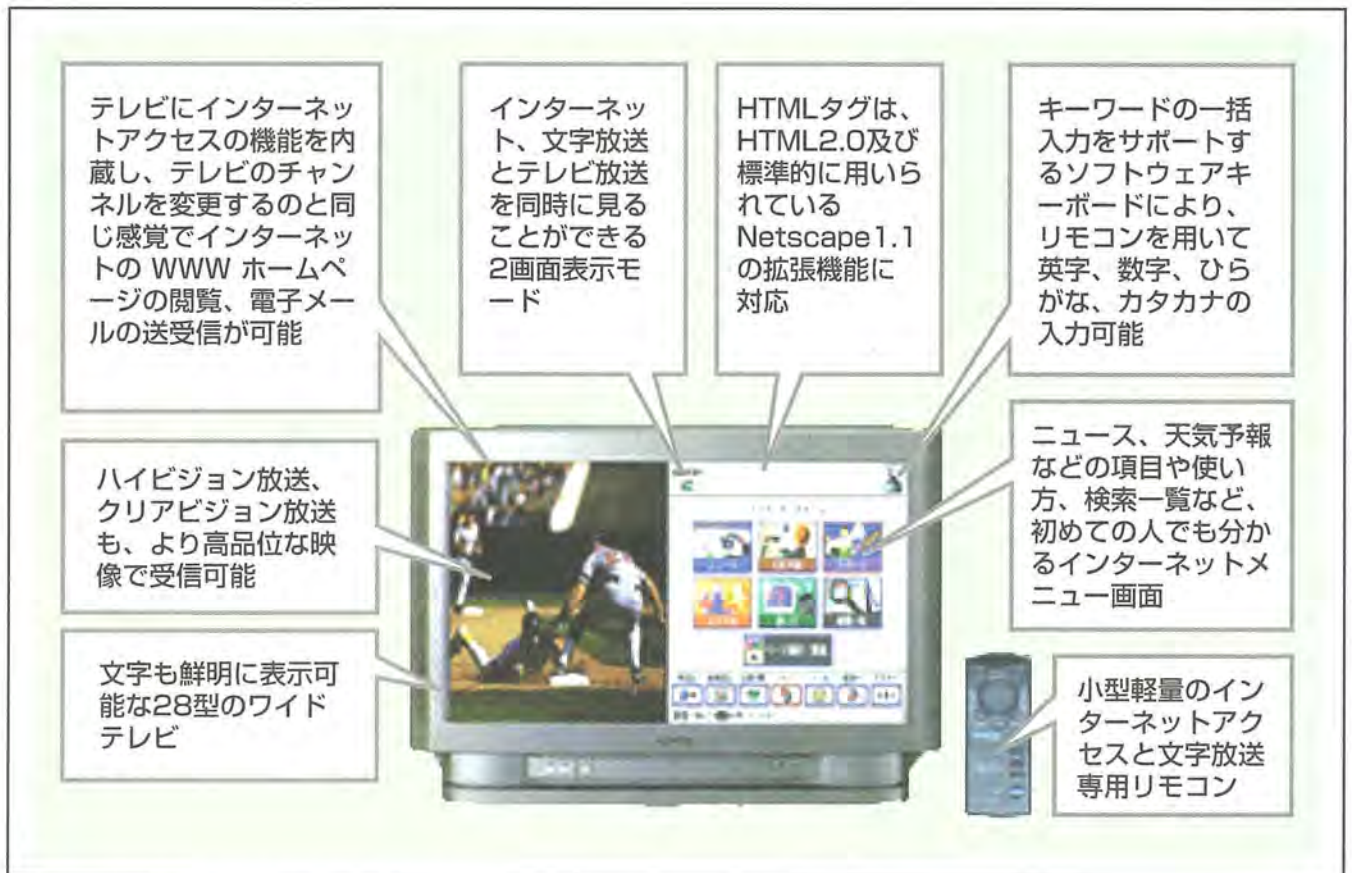 テレビにインターネッ
トアクセスの機能を内
蔵し、テレビのチャン
ネルを変更するのと同
じ感覚でインターネッ
トの WWW ホームペ
ージの閲覧、電子メー
ルの送受信が可能
インターネッ
ト、文字放送
とテレビ放送
を同時に見る
ことができる
2画面表示モ
ード
HTMLタグは、
HTML2.0及び
標準的に用いら
れている
Netscape1.1
の拡張機能に
対応
キーワードの一括
入力をサポートす
るソフトウェアキ
ーボードにより、
リモコンを用いて
英字、数字、ひら
がな、カタカナの
入力可能
ハイビジョン放送、
クリアビジョン放送
も、より高品位な映
像で受信可能
ニュース、天気予報
などの項目や使い
方、検索一覧など、
初めての人でも分か
るインターネットメ
ニュー画面
文字も鮮明に表示可
能な28型のワイド
テレビ
小型軽量のイン
ターネットアク
セスと文字放送
専用リモコン